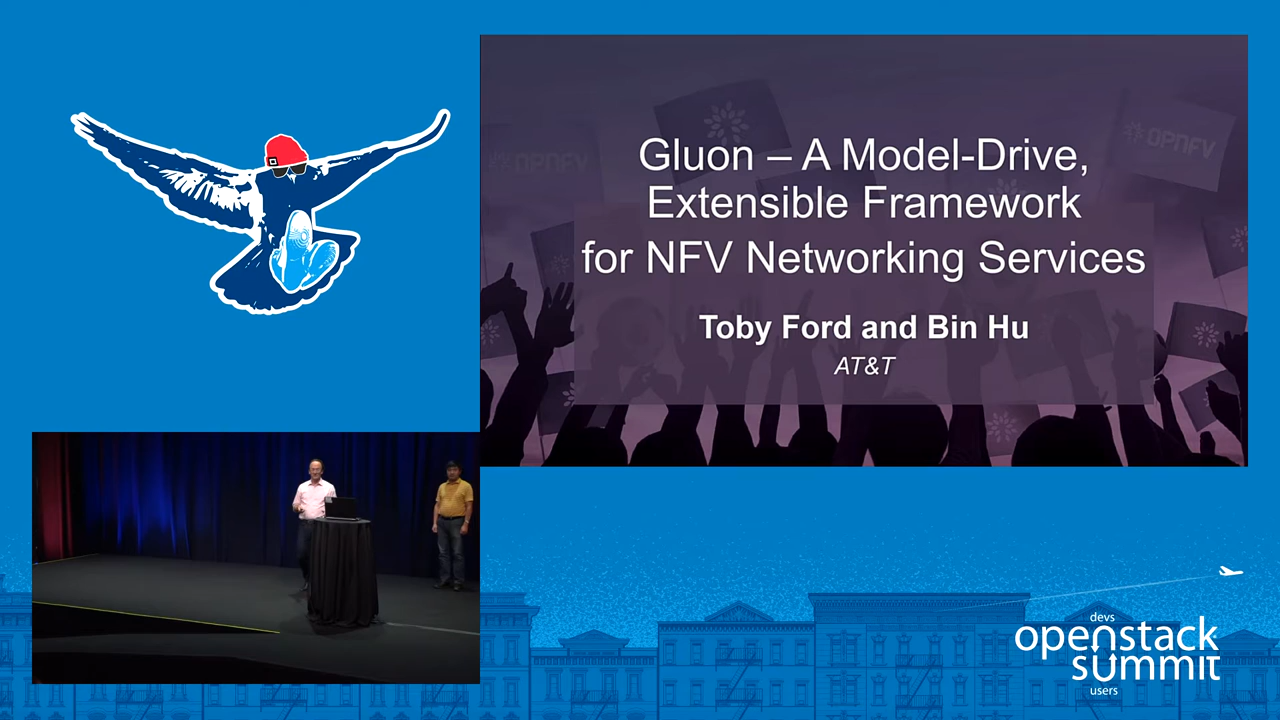 OPNFV
OPNFV
Gluon – A Model-Drive,
Extensible Framework
for NFV Networking Services
Toby Ford and Bin Hu
AT&T
devs
openstack
summit
users